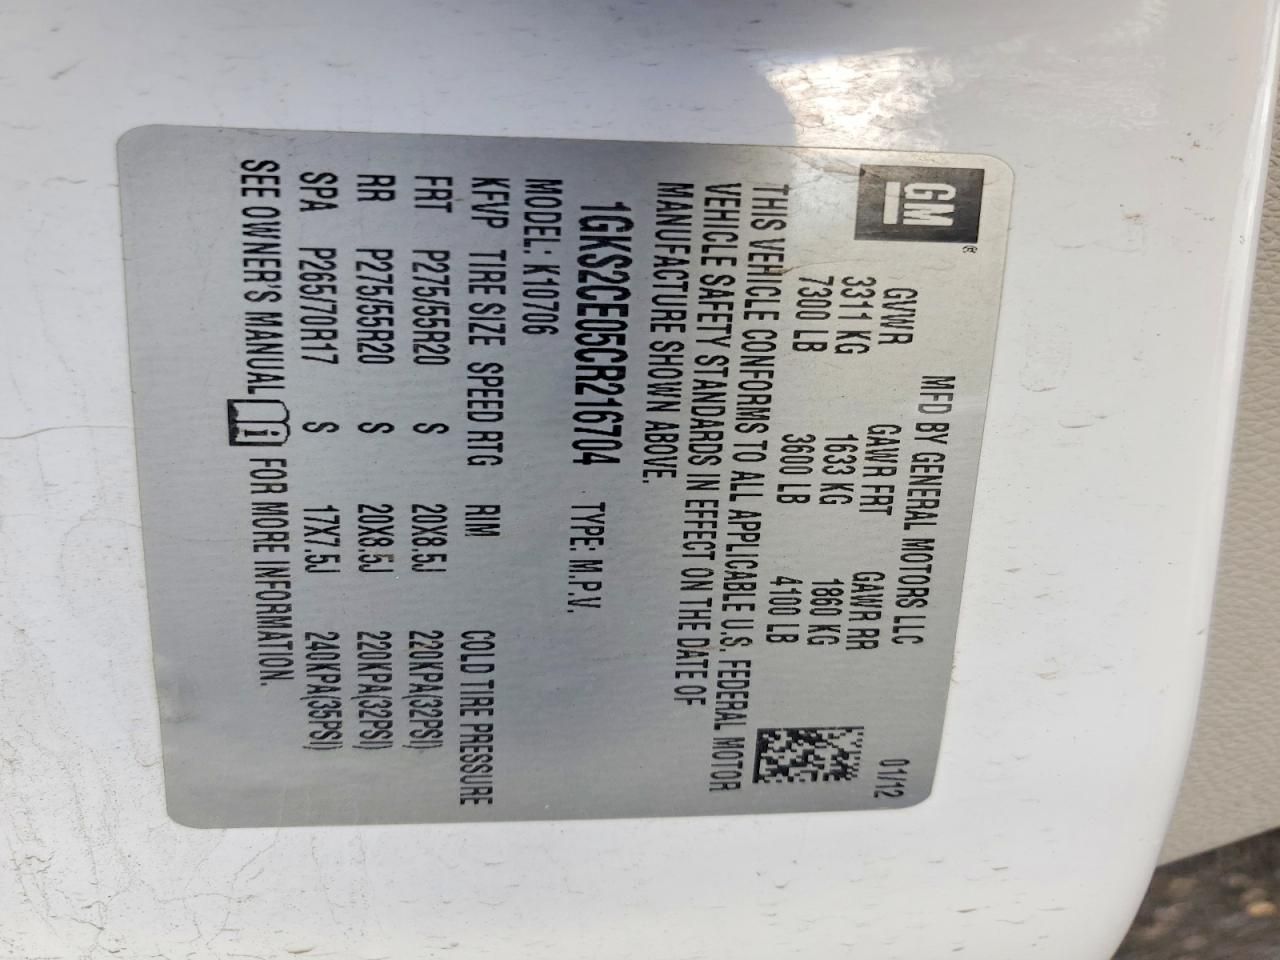 GM®
MFD BY GENERAL MOTORS LLC 01/12
GVWR GAWR FRT GAWR RR
3311 KG 1633 KG 1860 KG
7300 LB 3600 LB 4100 LB
THIS VEHICLE CONFORMS TO ALL APPLICABLE U.S. FEDERAL MOTOR
VEHICLE SAFETY STANDARDS IN EFFECT ON THE DATE OF
MANUFACTURE SHOWN ABOVE.
1GKS2CE05CR216704 TYPE: M.P.V.
MODEL: K10706
KFVP TIRE SIZE SPEED RTG RIM COLD TIRE PRESSURE
FRT P275/55R20 S 20X8.5J 220KPA(32PSI)
RR P275/55R20 S 20X8.5J 220KPA(32PSI)
SPA P265/70R17 S 17X7.5J 240KPA(35PSI)
SEE OWNER'S MANUAL i FOR MORE INFORMATION.